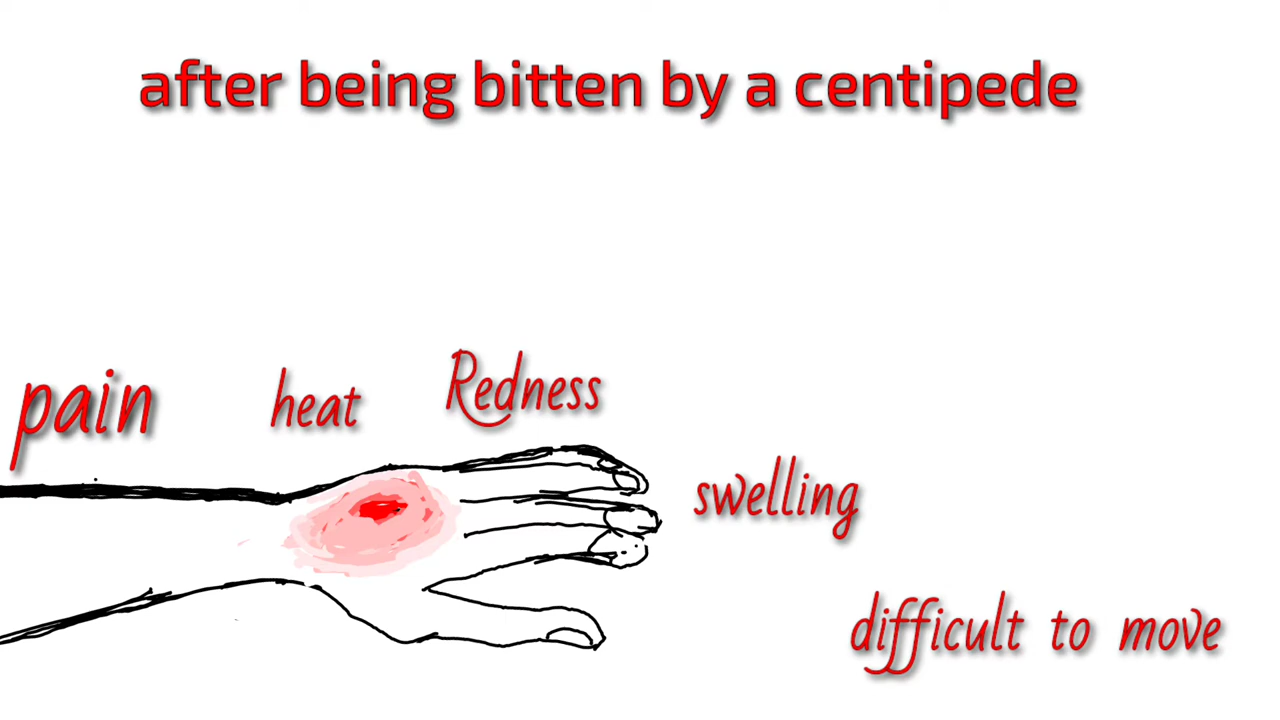 after being bitten by a centipede
pain
heat
Redness
swelling
difficult to move